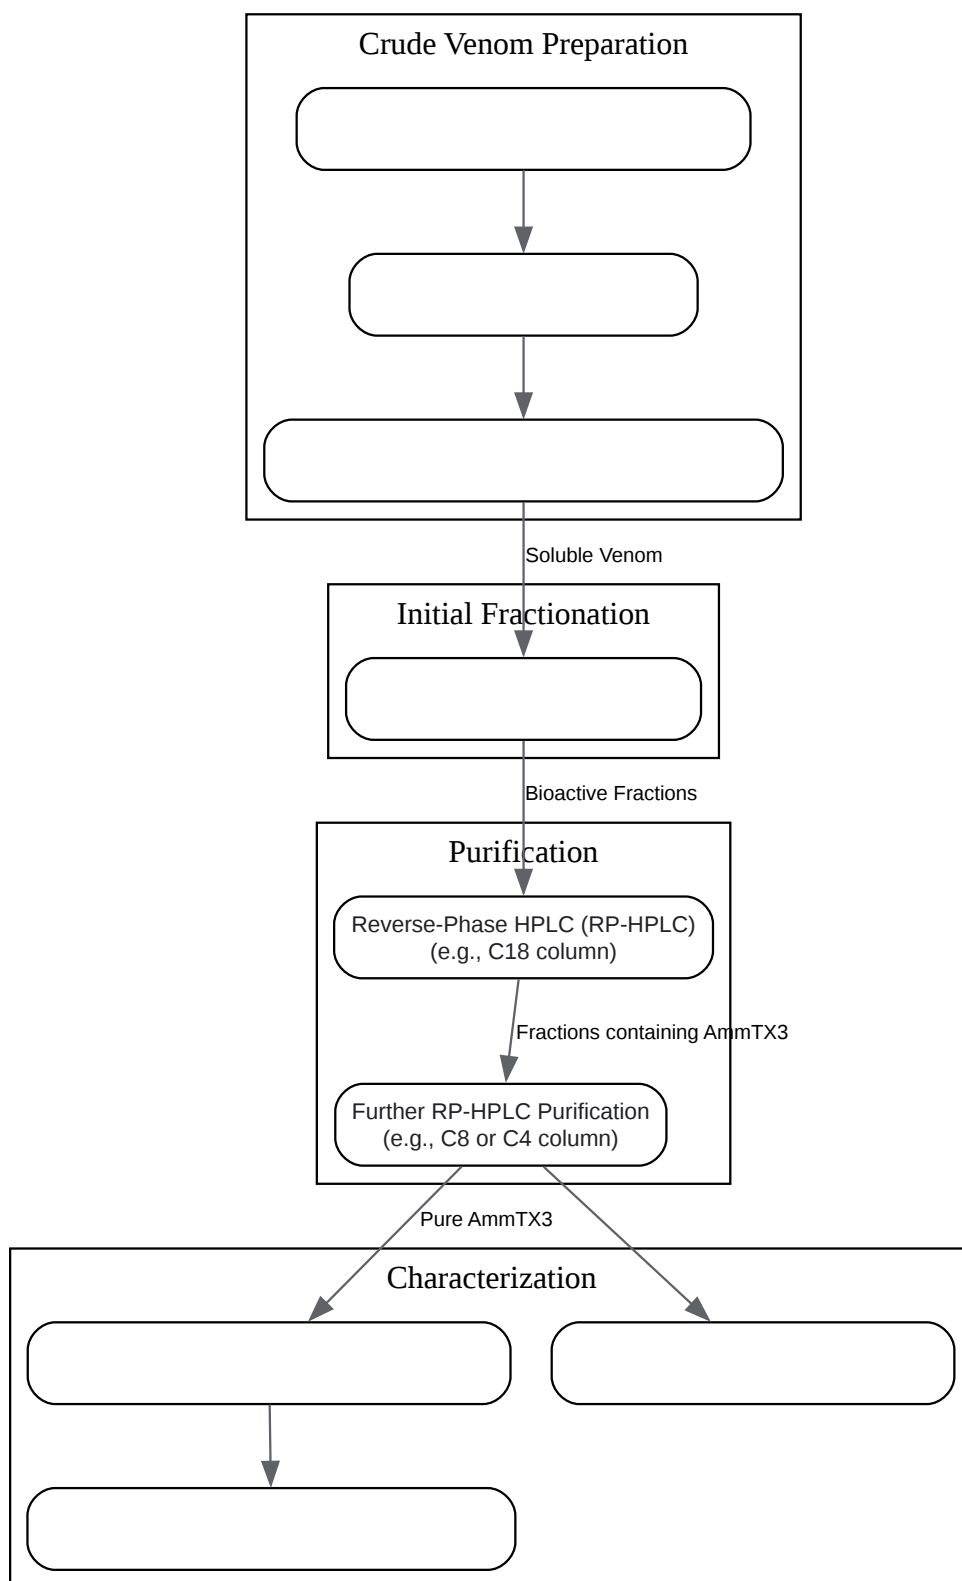 Crude Venom Preparation
Soluble Venom
Initial Fractionation
Bioactive Fractions
Purification
Reverse-Phase HPLC (RP-HPLC)
(e.g., C18 column)
Fractions containing AmmTX3
Further RP-HPLC Purification
(e.g., C8 or C4 column)
Pure AmmTX3
Characterization